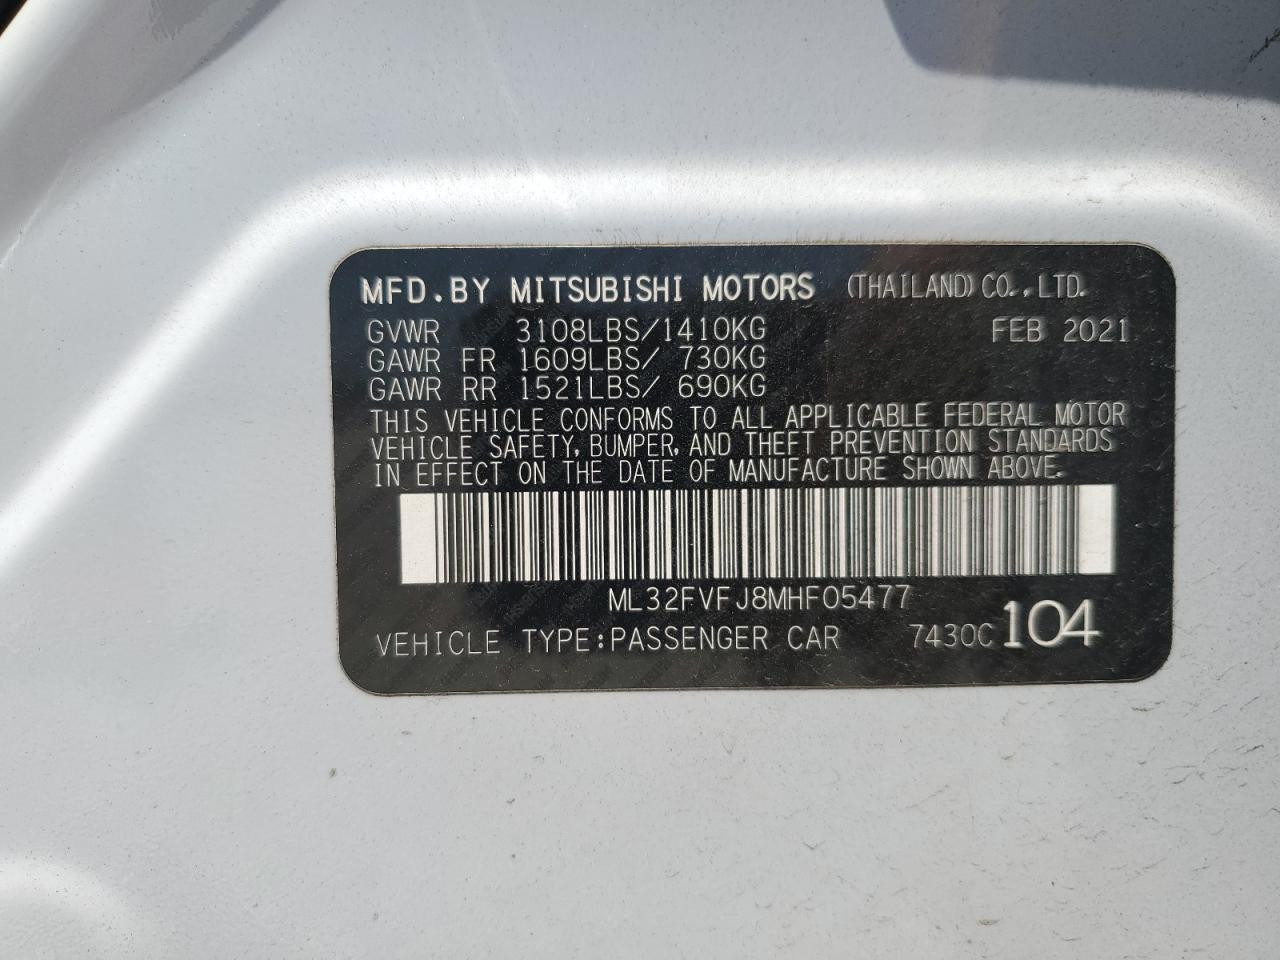 MFD.BY MITSUBISHI MOTORS (THAILAND) CO.,LTD.
GVWR 3108LBS/1410KG FEB 2021
GAWR FR 1609LBS/ 730KG
GAWR RR 1521LBS/ 690KG
THIS VEHICLE CONFORMS TO ALL APPLICABLE FEDERAL MOTOR
VEHICLE SAFETY, BUMPER, AND THEFT PREVENTION STANDARDS
IN EFFECT ON THE DATE OF MANUFACTURE SHOWN ABOVE.
ML32FVFJ8MHF05477
VEHICLE TYPE:PASSENGER CAR 7430C 104